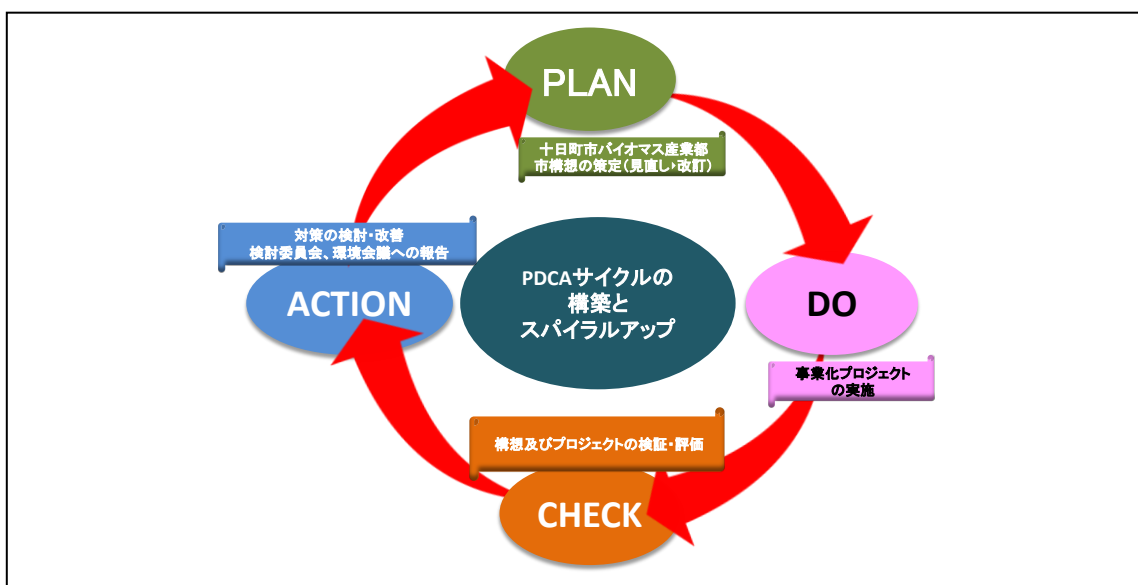 PLAN
十日町市バイオマス産業都
市構想の策定(見直し・改訂)
対策の検討・改善
検討委員会、環境会議への報告
ACTION
PDCAサイクルの
構築と
スパイラルアップ
DO
事業化プロジェクト
の実施
構想及びプロジェクトの検証・評価
CHECK